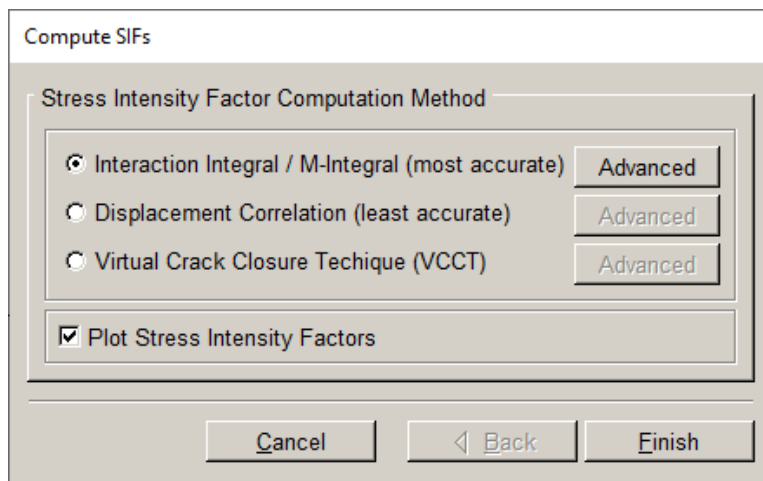 Compute SIFs
Stress Intensity Factor Computation Method
Interaction Integral / M-Integral (most accurate) Advanced
Displacement Correlation (least accurate) Advanced
Virtual Crack Closure Techique (VCCT) Advanced
Plot Stress Intensity Factors
Cancel Back Finish